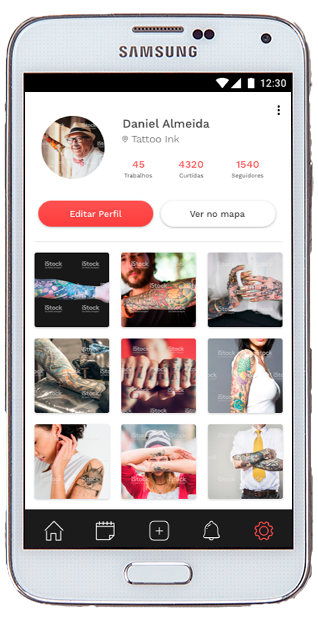 SAMSUNG
12:30
Daniel Almeida
Tattoo Ink
45 4320 1540
Trabalhos Curtidas Seguidores
Editar Perfil Ver no mapa
iStock
iStock
iStock
iStock
iStock
iStock
iStock
iStock
iStock